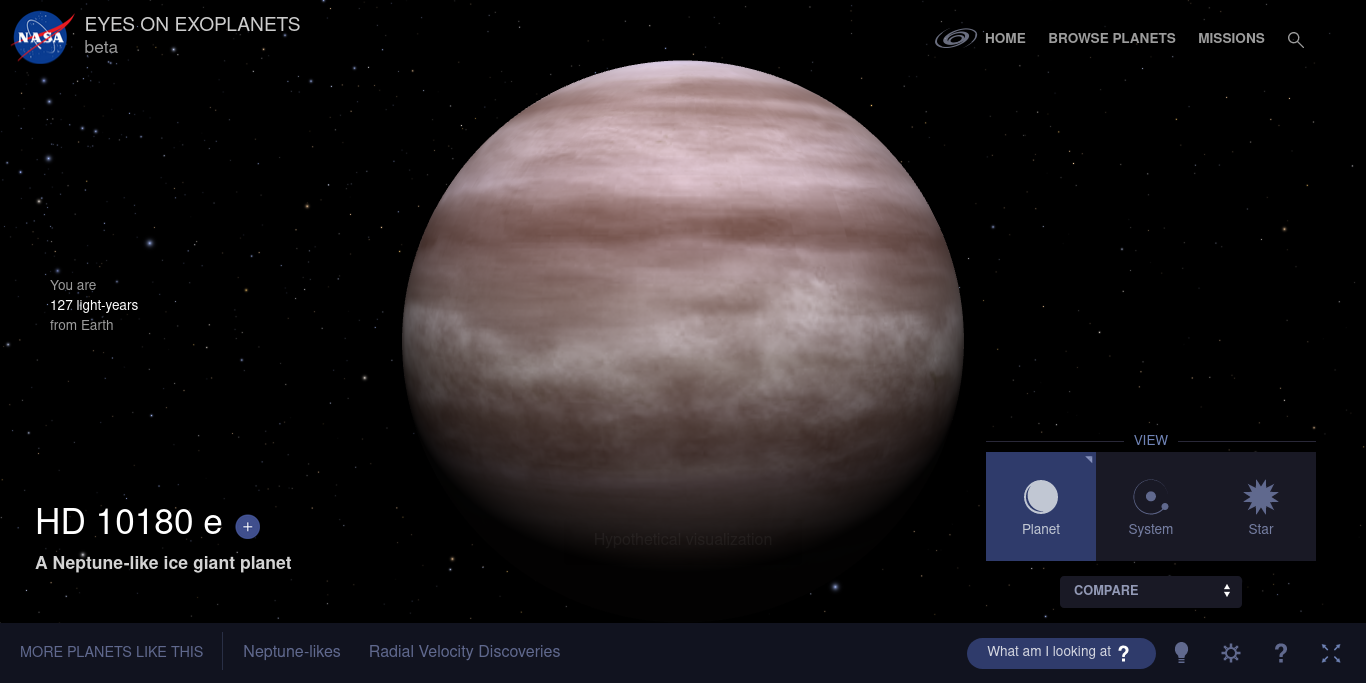 NASA
EYES ON EXOPLANETS
beta
HOME
BROWSE PLANETS
MISSIONS
You are
127 light-years
from Earth
VIEW
Planet
System
Star
HD 10180 e +
A Neptune-like ice giant planet
Hypothetical visualization
COMPARE
MORE PLANETS LIKE THIS
Neptune-likes
Radial Velocity Discoveries
What am I looking at ?
?